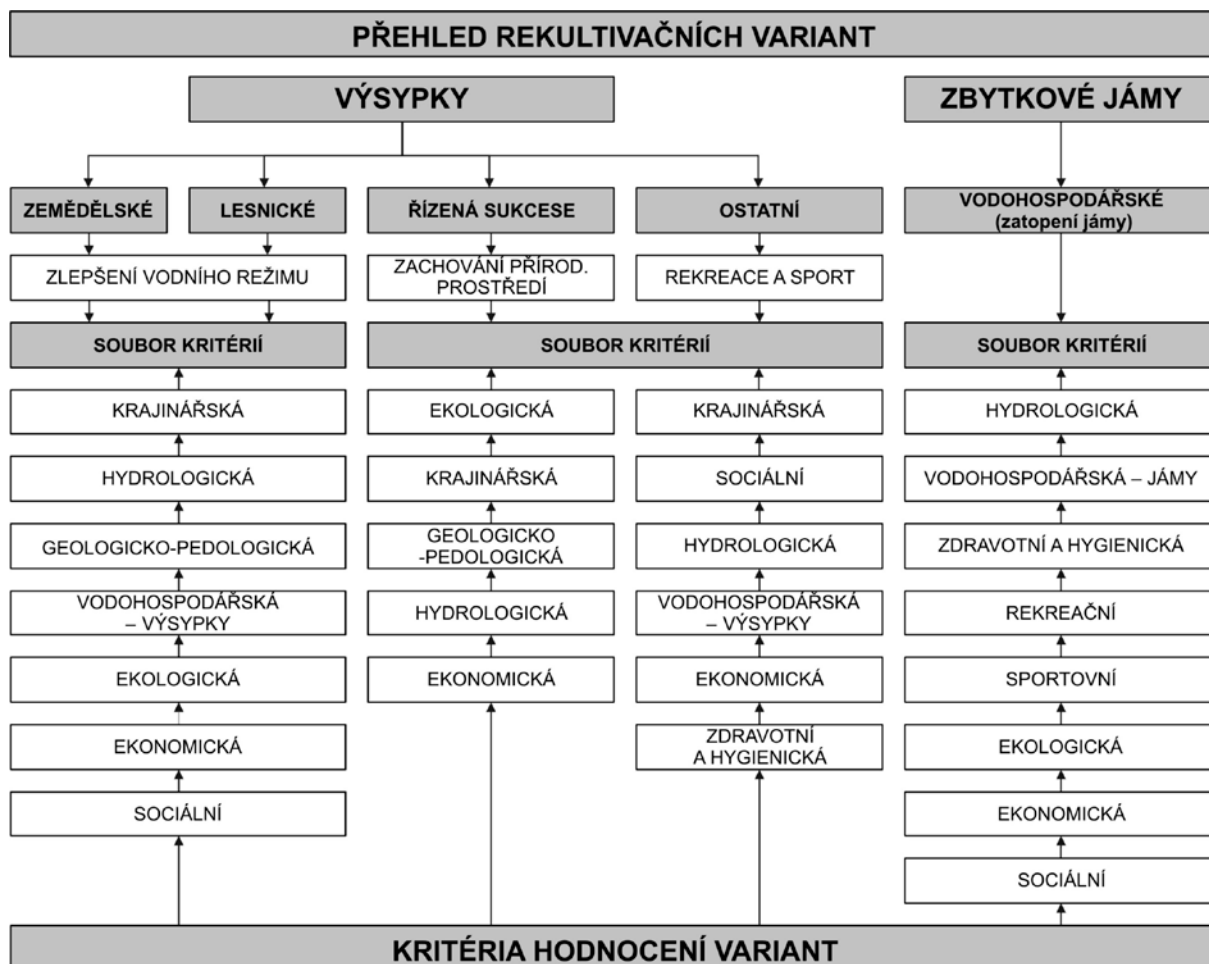 PŘEHLED REKULTIVAČNÍCH VARIANT
VÝSYPKY
ZBYTKOVÉ JÁMY
ZEMĚDĚLSKÉ
LESNICKÉ
ŘÍZENÁ SUKCESE
OSTATNÍ
VODOHOSPODÁŘSKÉ
(zatopení jámy)
ZLEPŠENÍ VODNÍHO REŽIMU
ZACHOVÁNÍ PŘÍROD.
PROSTŘEDÍ
REKREACE A SPORT
SOUBOR KRITÉRIÍ
SOUBOR KRITÉRIÍ
SOUBOR KRITÉRIÍ
KRAJINÁŘSKÁ
HYDROLOGICKÁ
GEOLOGICKO-PEDOLOGICKÁ
VODOHOSPODÁŘSKÁ
– VÝSYPKY
EKOLOGICKÁ
EKONOMICKÁ
SOCIÁLNÍ
EKOLOGICKÁ
KRAJINÁŘSKÁ
GEOLOGICKO
-PEDOLOGICKÁ
HYDROLOGICKÁ
EKONOMICKÁ
KRAJINÁŘSKÁ
SOCIÁLNÍ
HYDROLOGICKÁ
VODOHOSPODÁŘSKÁ
– VÝSYPKY
EKONOMICKÁ
ZDRAVOTNÍ
A HYGIENICKÁ
HYDROLOGICKÁ
VODOHOSPODÁŘSKÁ – JÁMY
ZDRAVOTNÍ A HYGIENICKÁ
REKREAČNÍ
SPORTOVNÍ
EKOLOGICKÁ
EKONOMICKÁ
SOCIÁLNÍ
KRITÉRIA HODNOCENÍ VARIANT